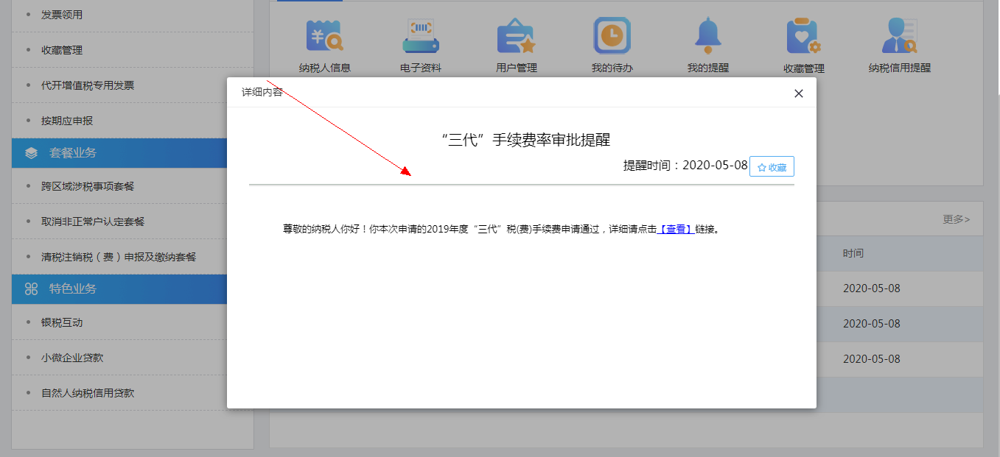 发票领用
收藏管理
代开增值税专用发票
按期应申报
套餐业务
跨区域涉税事项套餐
取消非正常户认定套餐
清税注销税（费）申报及缴纳套餐
特色业务
银税互动
小微企业贷款
自然人纳税信用贷款
纳税人信息
电子资料
用户管理
我的待办
我的提醒
收藏管理
纳税信用提醒
详细内容
“三代”手续费率审批提醒
提醒时间：2020-05-08 收藏
尊敬的纳税人你好！你本次申请的2019年度“三代”税(费)手续费申请通过，详细请点击【查看】链接。
更多>
时间
2020-05-08
2020-05-08
2020-05-08